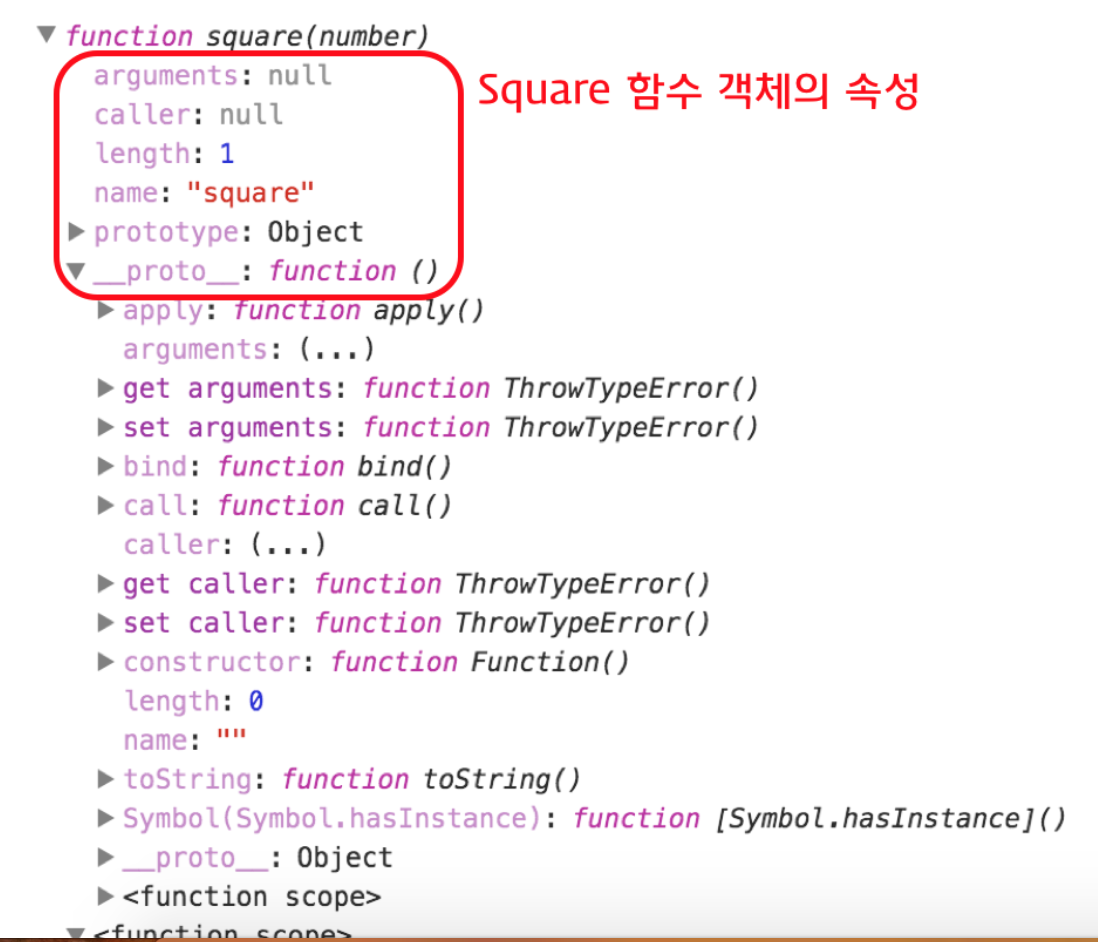 ▼ function square(number)
arguments: null
Square 함수 객체의 속성
caller: null
length: 1
name: "square"
▶ prototype: Object
▼ __proto__: function ()
▶ apply: function apply()
arguments: (...)
▶ get arguments: function ThrowTypeError()
▶ set arguments: function ThrowTypeError()
▶ bind: function bind()
▶ call: function call()
caller: (...)
▶ get caller: function ThrowTypeError()
▶ set caller: function ThrowTypeError()
▶ constructor: function Function()
length: 0
name: ""
▶ toString: function toString()
▶ Symbol(Symbol.hasInstance): function [Symbol.hasInstance]()
▶ __proto__: Object
▶ <function scope>
▼ <function scope>